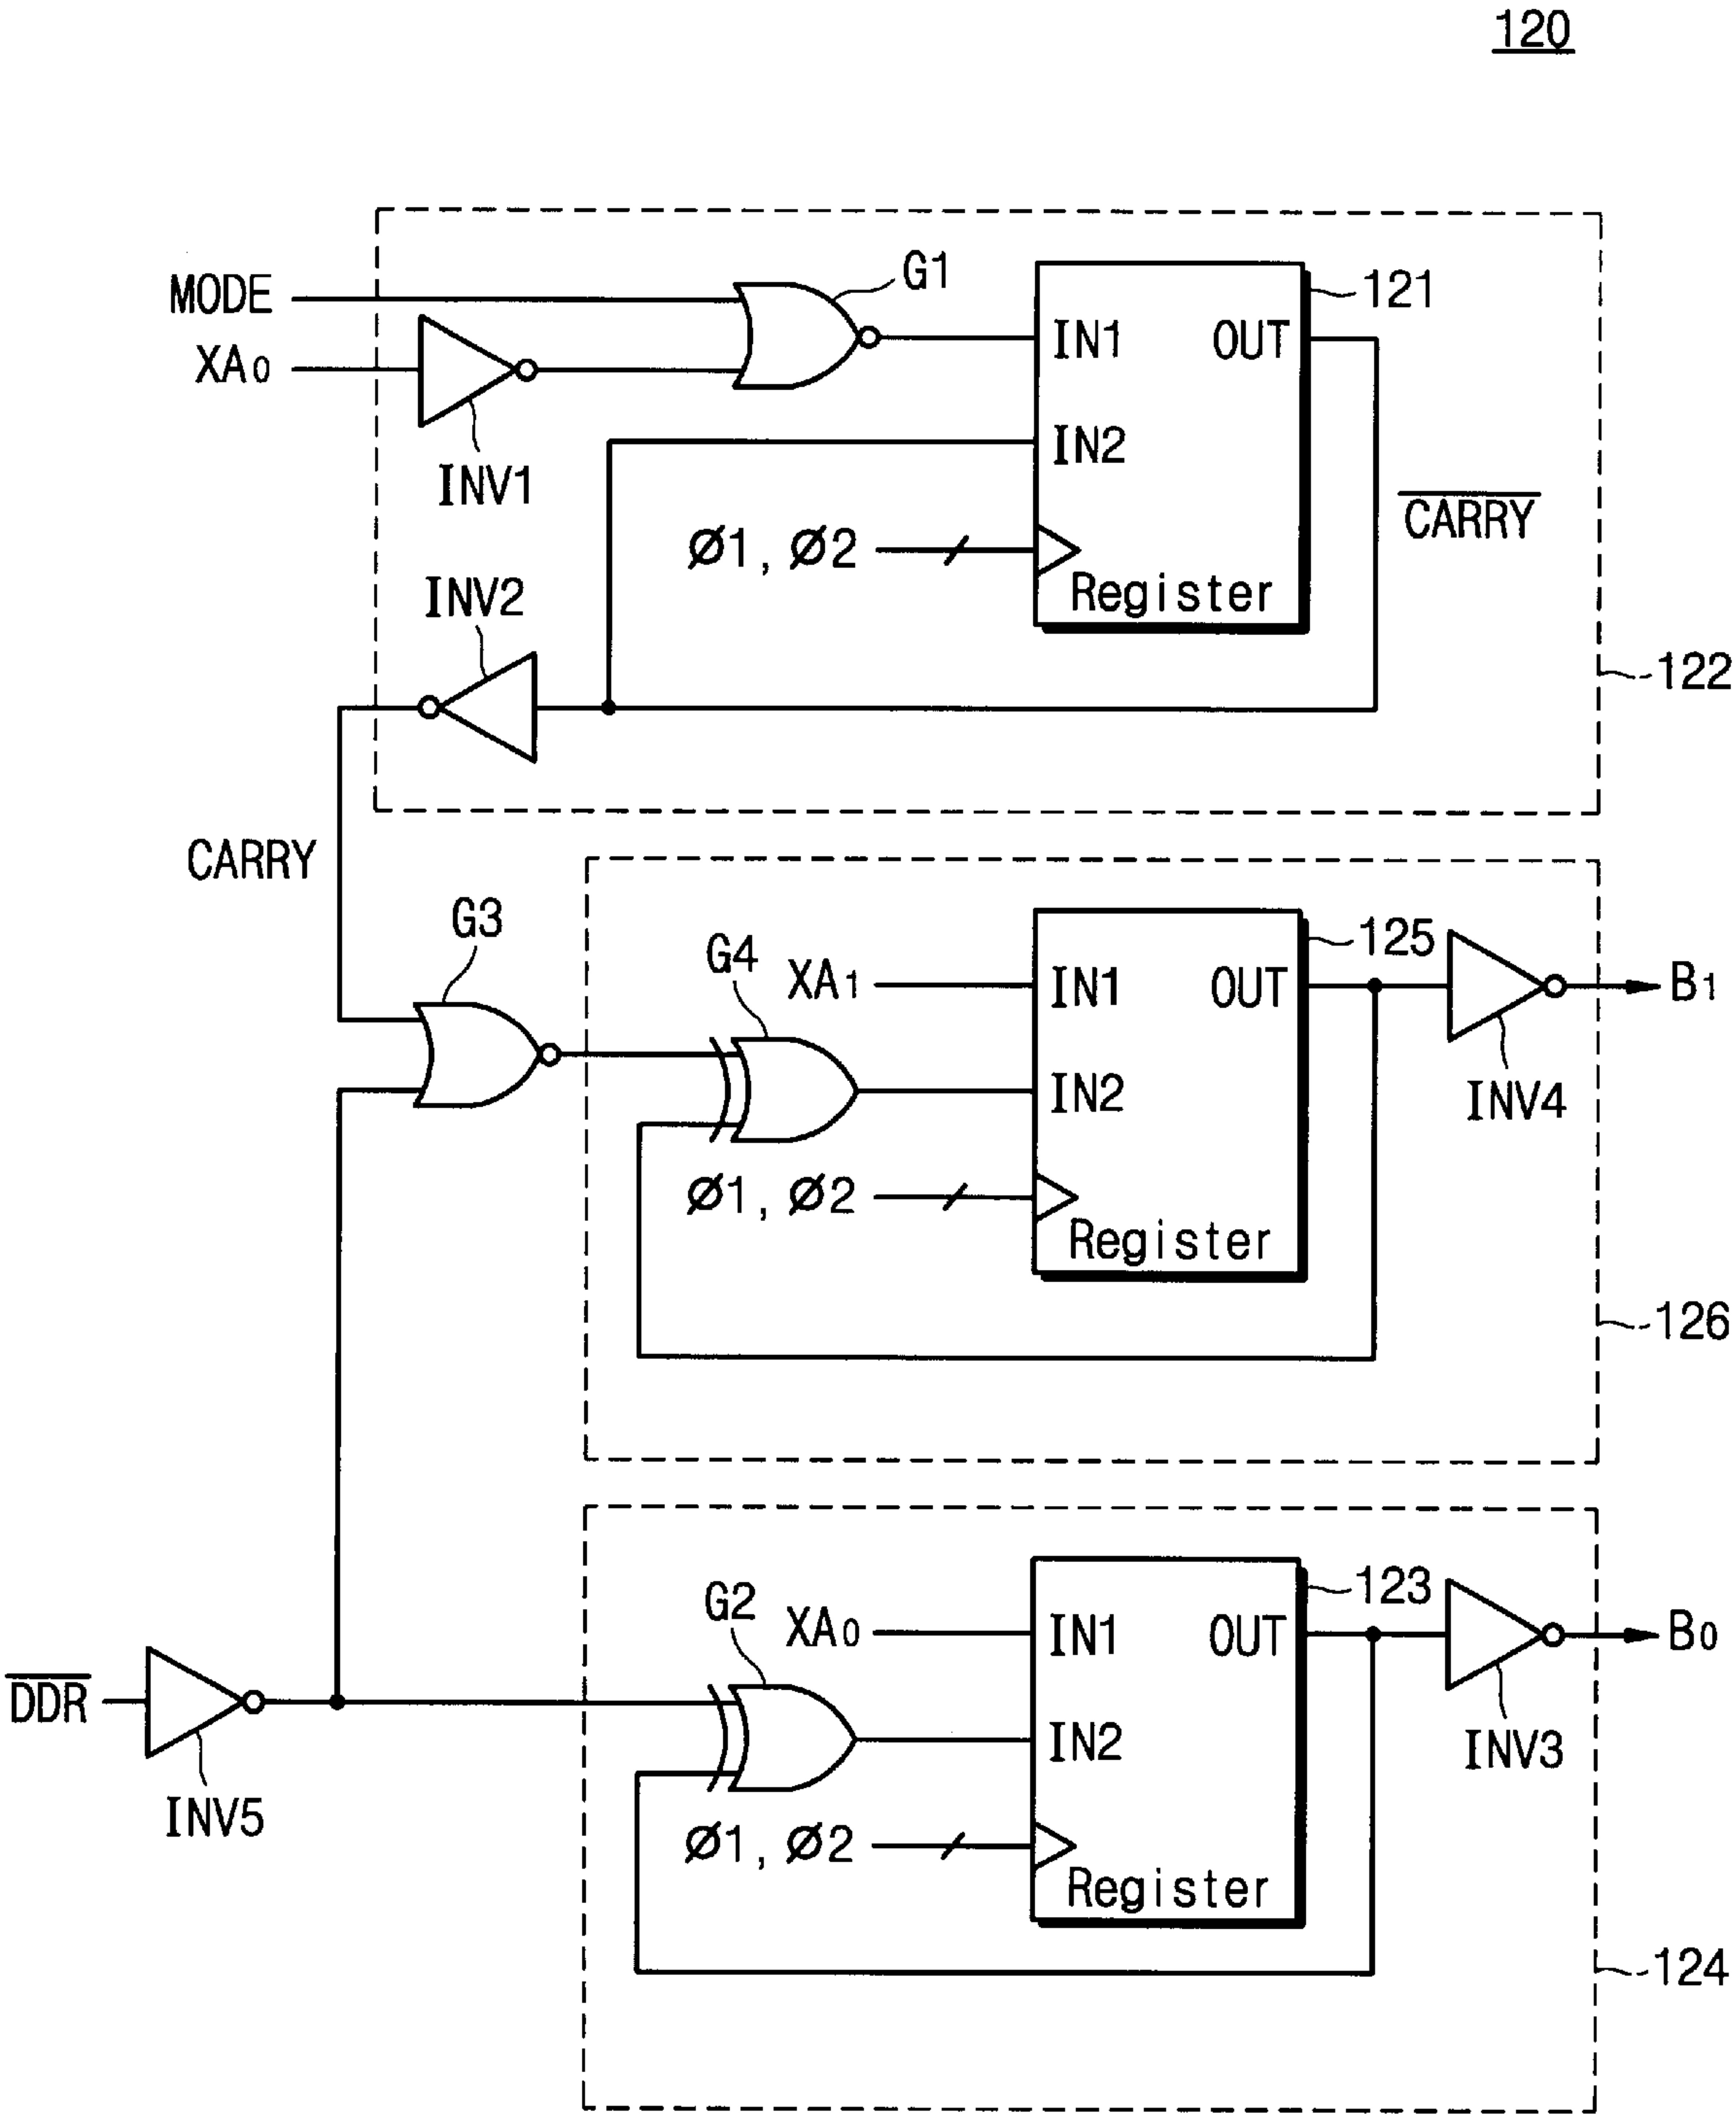 120
MODE
G1
121
XA0
IN1
OUT
INV1
IN2
CARRY
Ø1, Ø2
Register
INV2
122
CARRY
G3
G4
125
XA1
IN1
OUT
B1
IN2
INV4
Ø1, Ø2
Register
126
G2
123
XA0
IN1
OUT
B0
DDR
IN2
INV3
INV5
Ø1, Ø2
Register
124